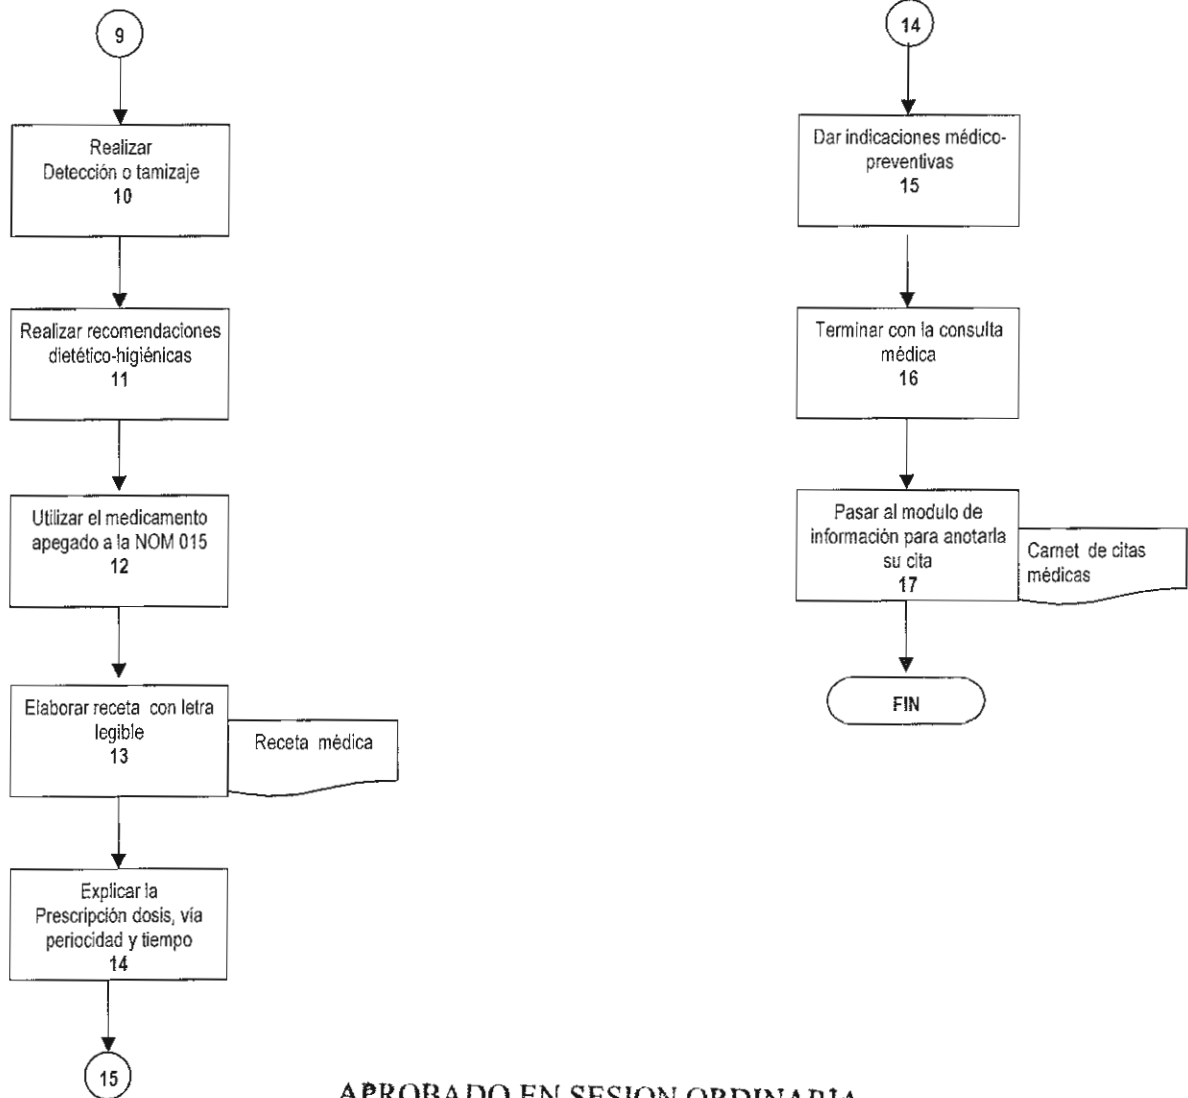 9
Realizar
Detección o tamizaje
10
Realizar recomendaciones
dietético-higiénicas
11
Utilizar el medicamento
apegado a la NOM 015
12
Elaborar receta con letra
legible
13
Receta médica
Explicar la
Prescripción dosis, vía
periocidad y tiempo
14
15
14
Dar indicaciones médico-
preventivas
15
Terminar con la consulta
médica
16
Pasar al modulo de
información para anotarla
su cita
17
Carnet de citas
médicas
FIN
APROBADO EN SESION ORDINARIA